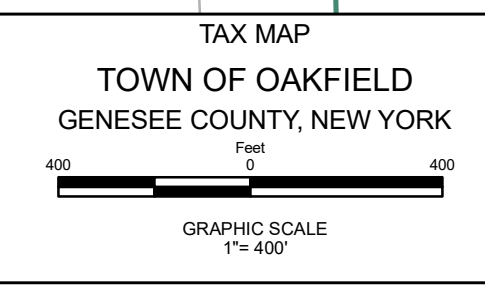 TAX MAP
TOWN OF OAKFIELD
GENESEE COUNTY, NEW YORK
Feet
400 0 400
GRAPHIC SCALE
1"= 400'